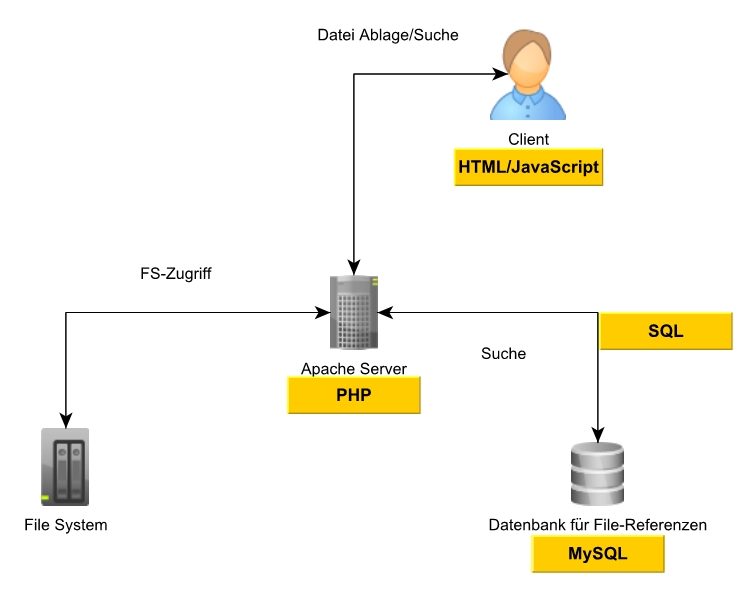 Datei Ablage/Suche
Client
HTML/JavaScript
FS-Zugriff
SQL
Suche
Apache Server
PHP
File System
Datenbank für File-Referenzen
MySQL